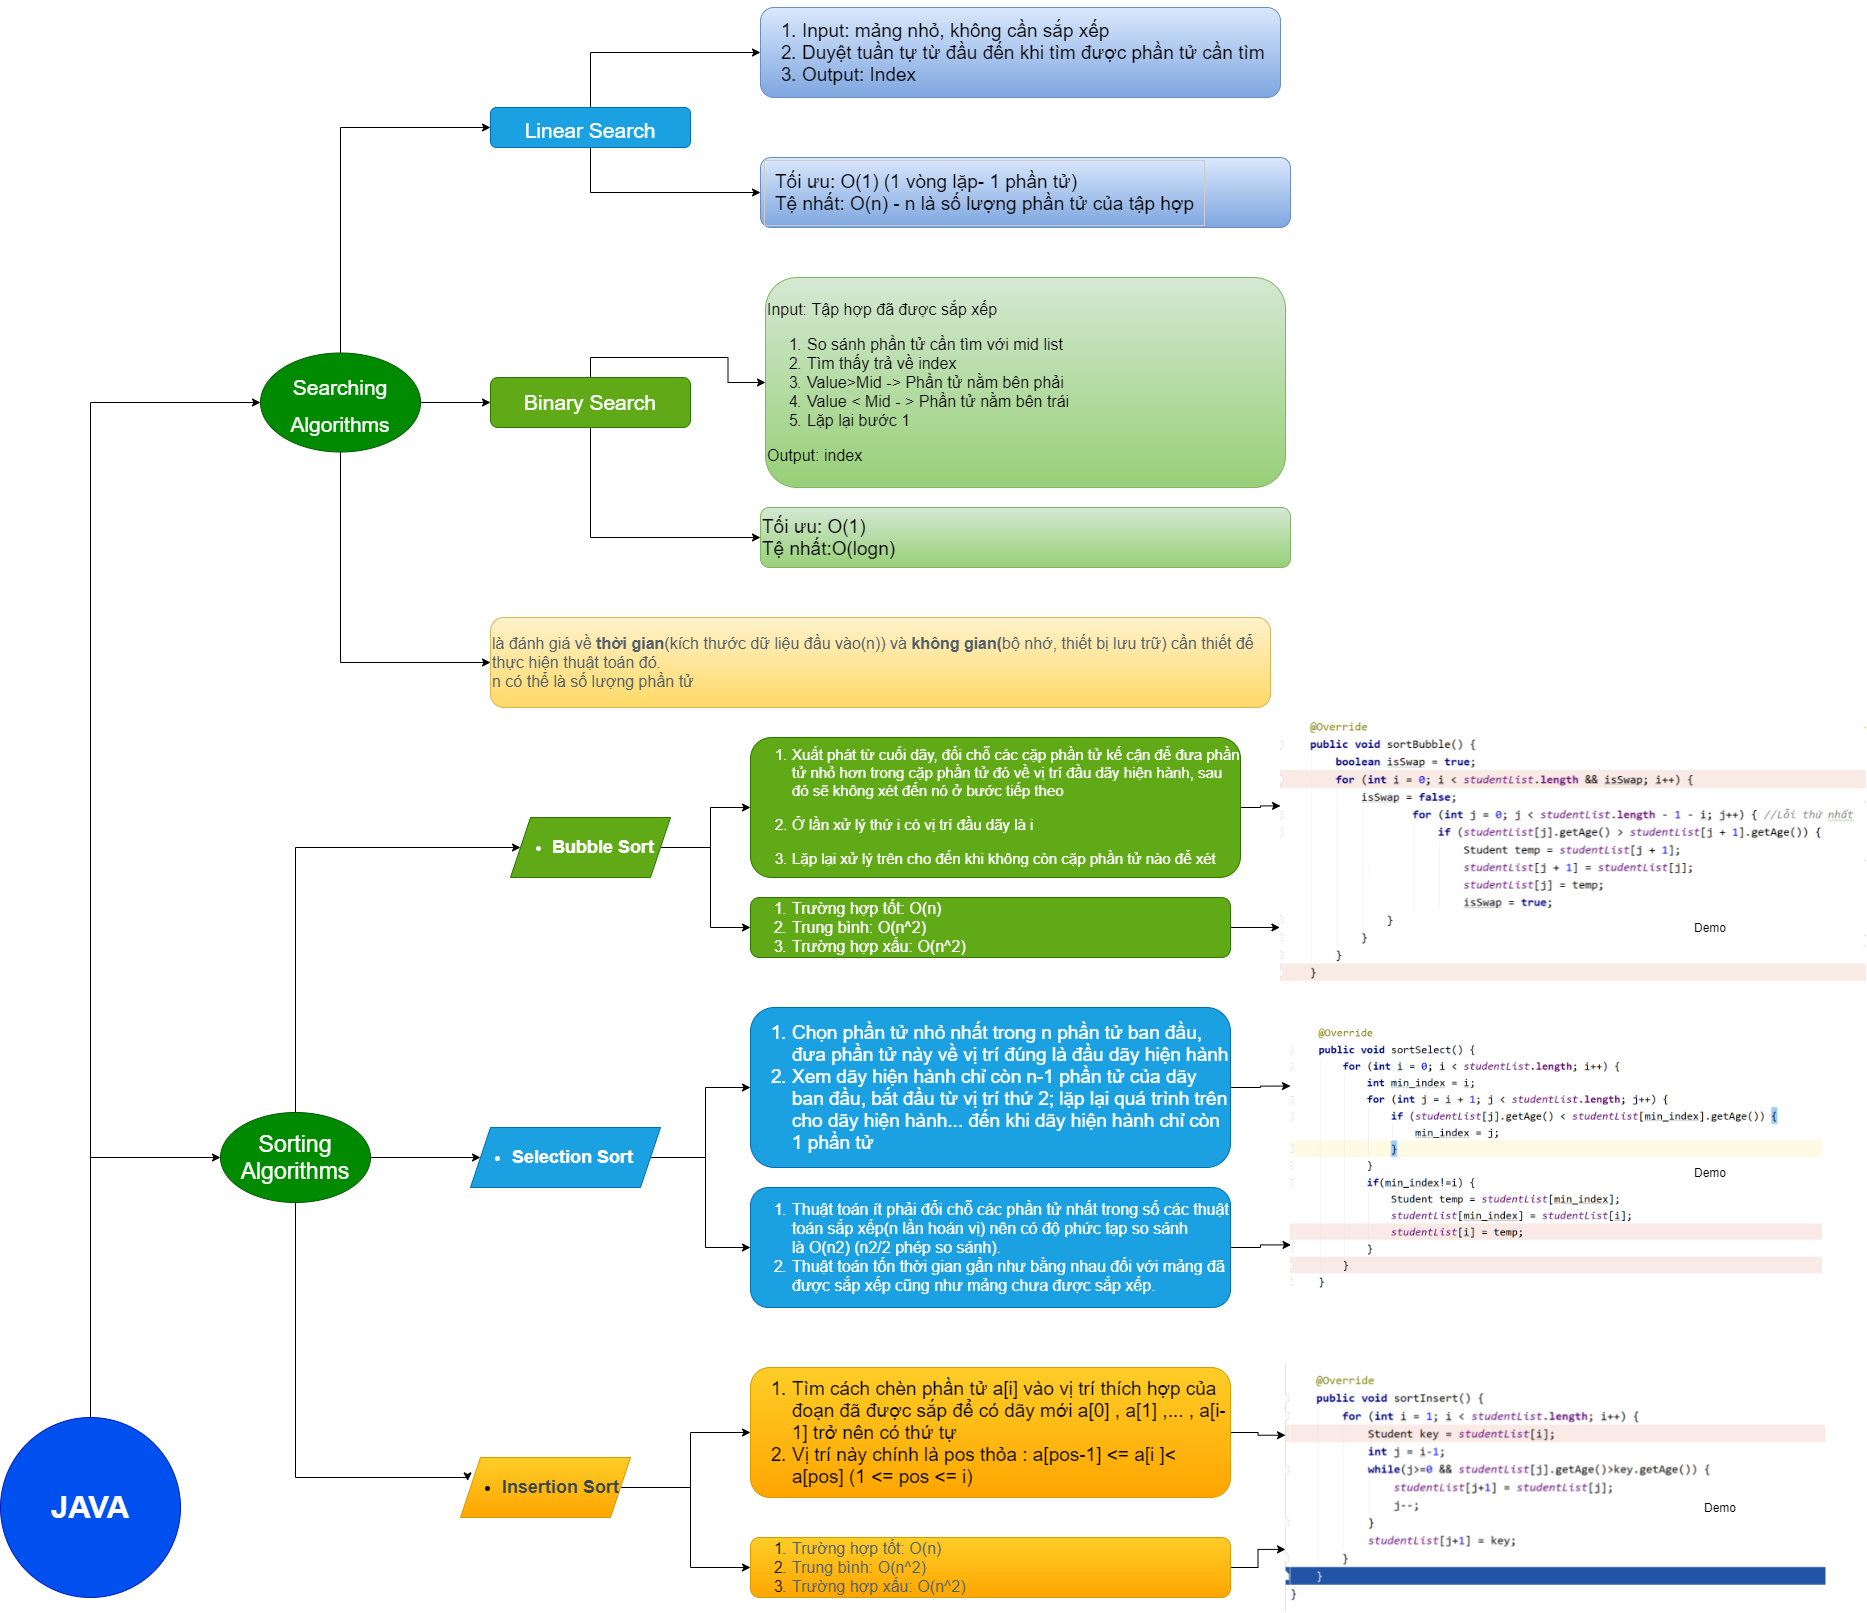 1. Input: mảng nhỏ, không cần sắp xếp
2. Duyệt tuần tự từ đầu đến khi tìm được phần tử cần tìm
3. Output: Index
Linear Search
Tối ưu: O(1) (1 vòng lặp- 1 phần tử)
Tệ nhất: O(n) - n là số lượng phần tử của tập hợp
Input: Tập hợp đã được sắp xếp
1. So sánh phần tử cần tìm với mid list
2. Tìm thấy trả về index
3. Value>Mid -> Phần tử nằm bên phải
4. Value < Mid - > Phần tử nằm bên trái
5. Lặp lại bước 1
Output: index
Searching
Algorithms
Binary Search
Tối ưu: O(1)
Tệ nhất:O(logn)
là đánh giá về thời gian(kích thước dữ liệu đầu vào(n)) và không gian(bộ nhớ, thiết bị lưu trữ) cần thiết để
thực hiện thuật toán đó.
n có thể là số lượng phần tử
1. Xuất phát từ cuối dãy, đổi chỗ các cặp phần tử kế cận để đưa phần
tử nhỏ hơn trong cặp phần tử đó về vị trí đầu dãy hiện hành, sau
đó sẽ không xét đến nó ở bước tiếp theo
2. Ở lần xử lý thứ i có vị trí đầu dãy là i
3. Lặp lại xử lý trên cho đến khi không còn cặp phần tử nào để xét
• Bubble Sort
1. Trường hợp tốt: O(n)
2. Trung bình: O(n^2)
3. Trường hợp xấu: O(n^2)
@Override
public void sortBubble() {
boolean isSwap = true;
for (int i = 0; i < studentList.length && isSwap; i++) {
isSwap = false;
for (int j = 0; j < studentList.length - 1 - i; j++) { //Lỗi thứ nhất
if (studentList[j].getAge() > studentList[j + 1].getAge()) {
Student temp = studentList[j + 1];
studentList[j + 1] = studentList[j];
studentList[j] = temp;
isSwap = true;
}
Demo
}
}
}
1. Chọn phần tử nhỏ nhất trong n phần tử ban đầu,
đưa phần tử này về vị trí đúng là đầu dãy hiện hành
2. Xem dãy hiện hành chỉ còn n-1 phần tử của dãy
ban đầu, bắt đầu từ vị trí thứ 2; lặp lại quá trình trên
cho dãy hiện hành... đến khi dãy hiện hành chỉ còn
1 phần tử
Sorting
Algorithms
• Selection Sort
1. Thuật toán ít phải đổi chỗ các phần tử nhất trong số các thuật
toán sắp xếp(n lần hoán vị) nên có độ phức tạp so sánh
là O(n2) (n2/2 phép so sánh).
2. Thuật toán tốn thời gian gần như bằng nhau đối với mảng đã
được sắp xếp cũng như mảng chưa được sắp xếp.
@Override
public void sortSelect() {
for (int i = 0; i < studentList.length; i++) {
int min_index = i;
for (int j = i + 1; j < studentList.length; j++) {
if (studentList[j].getAge() < studentList[min_index].getAge()) {
min_index = j;
}
}
Demo
if(min_index!=i) {
Student temp = studentList[min_index];
studentList[min_index] = studentList[i];
studentList[i] = temp;
}
}
}
1. Tìm cách chèn phần tử a[i] vào vị trí thích hợp của
đoạn đã được sắp để có dãy mới a[0] , a[1] ,... , a[i-
1] trở nên có thứ tự
2. Vị trí này chính là pos thỏa : a[pos-1] <= a[i ]<
a[pos] (1 <= pos <= i)
JAVA
• Insertion Sort
1. Trường hợp tốt: O(n)
2. Trung bình: O(n^2)
3. Trường hợp xấu: O(n^2)
@Override
public void sortInsert() {
for (int i = 1; i < studentList.length; i++) {
Student key = studentList[i];
int j = i-1;
while(j>=0 && studentList[j].getAge()>key.getAge()) {
studentList[j+1] = studentList[j];
j--;
Demo
}
studentList[j+1] = key;
}
}
}